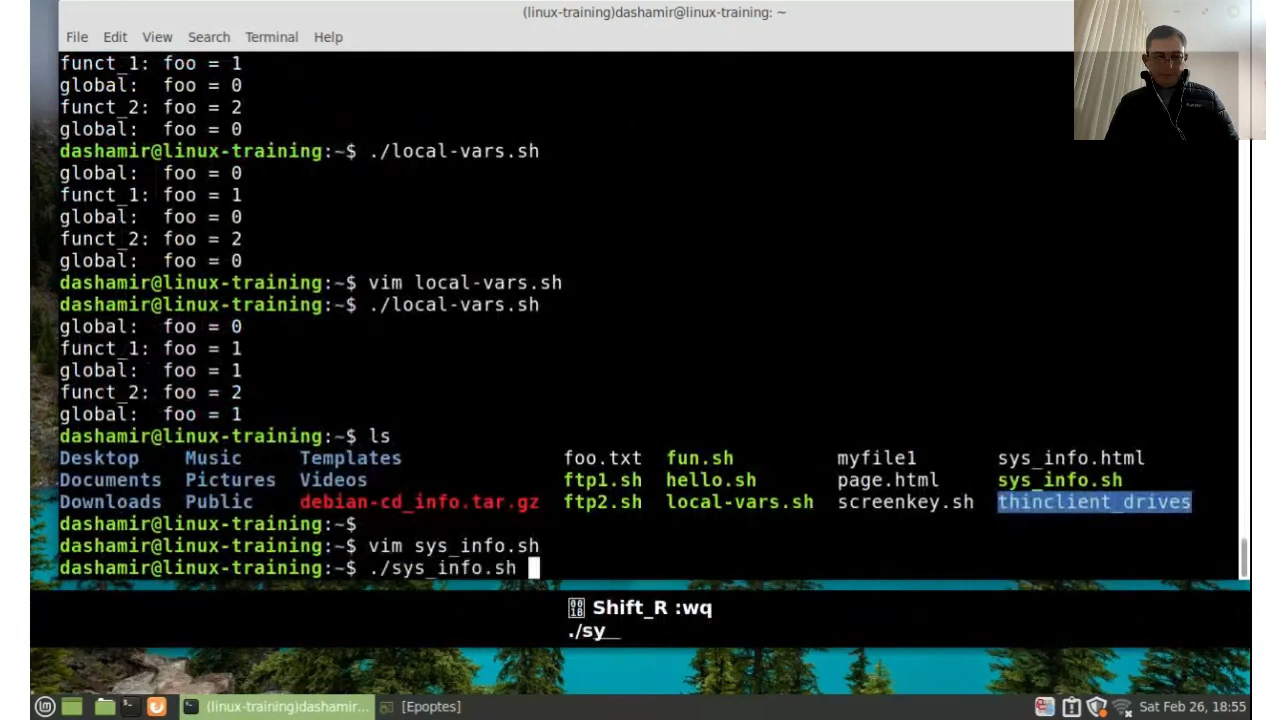 (linux-training)dashamir@linux-training: ~
File Edit View Search Terminal Help
funct_1: foo = 1
global:  foo = 0
funct_2: foo = 2
global:  foo = 0
dashamir@linux-training:~$ ./local-vars.sh
global:  foo = 0
funct_1: foo = 1
global:  foo = 0
funct_2: foo = 2
global:  foo = 0
dashamir@linux-training:~$ vim local-vars.sh
dashamir@linux-training:~$ ./local-vars.sh
global:  foo = 0
funct_1: foo = 1
global:  foo = 1
funct_2: foo = 2
global:  foo = 1
dashamir@linux-training:~$ ls
Desktop Music Templates foo.txt fun.sh myfile1 sys_info.html
Documents Pictures Videos ftp1.sh hello.sh page.html sys_info.sh
Downloads Public debian-cd_info.tar.gz ftp2.sh local-vars.sh screenkey.sh thinclient_drives
dashamir@linux-training:~$
dashamir@linux-training:~$ vim sys_info.sh
dashamir@linux-training:~$ ./sys_info.sh
Shift_R :wq
./sy_
(linux-training)dashamir... [Epoptes] Sat Feb 26, 18:55